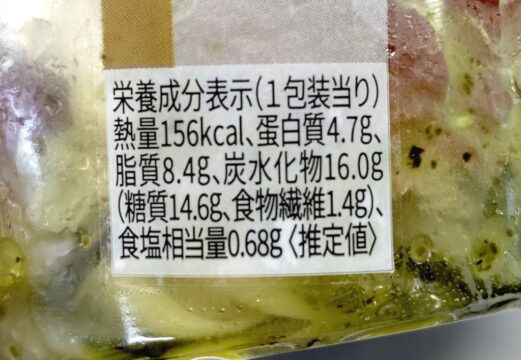 栄養成分表示(1包装当り)
熱量156kcal、蛋白質4.7g、
脂質8.4g、炭水化物16.0g
(糖質14.6g、食物繊維1.4g)、
食塩相当量0.68g〈推定値〉